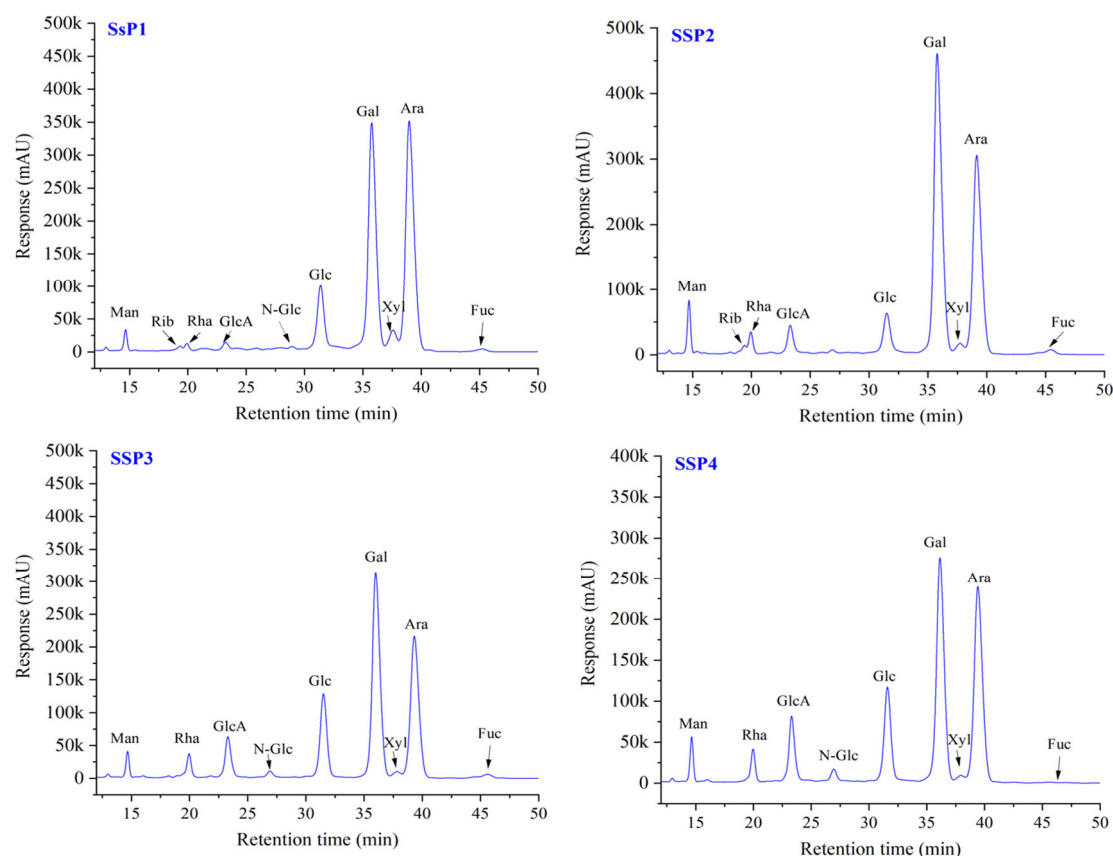 SsP1
500k
450k
400k
350k
300k
250k
200k
150k
100k
50k
0
Response (mAU)
Man
Rib
Rha
GlcA
N-Glc
Glc
Gal
Xyl
Ara
Fuc
15 20 25 30 35 40 45 50
Retention time (min)
SSP2
500k
400k
300k
200k
100k
0
Response (mAU)
Man
Rib
Rha
GlcA
Glc
Gal
Xyl
Ara
Fuc
15 20 25 30 35 40 45 50
Retention time (min)
SSP3
500k
450k
400k
350k
300k
250k
200k
150k
100k
50k
0
Response (mAU)
Man
Rha
GlcA
N-Glc
Glc
Gal
Xyl
Ara
Fuc
15 20 25 30 35 40 45 50
Retention time (min)
SSP4
400k
350k
300k
250k
200k
150k
100k
50k
0
Response (mAU)
Man
Rha
GlcA
N-Glc
Glc
Gal
Xyl
Ara
Fuc
15 20 25 30 35 40 45 50
Retention time (min)